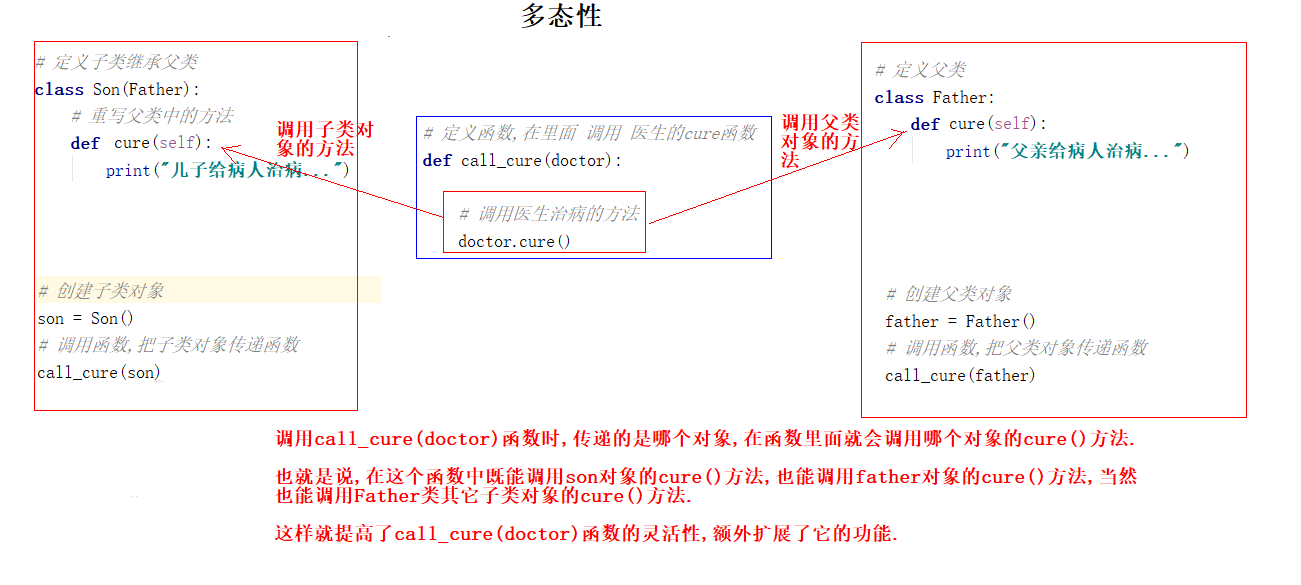 多态性
# 定义子类继承父类
class Son(Father):
# 重写父类中的方法
def cure(self):
print("儿子给病人治病...")
# 创建子类对象
son = Son()
# 调用函数,把子类对象传递函数
call_cure(son)
调用子类对
象的方法
# 定义函数,在里面 调用 医生的cure函数
def call_cure(doctor):
# 调用医生治病的方法
doctor.cure()
调用父类
对象的方
法
# 定义父类
class Father:
def cure(self):
print("父亲给病人治病...")
# 创建父类对象
father = Father()
# 调用函数,把父类对象传递函数
call_cure(father)
调用call_cure(doctor)函数时,传递的是哪个对象,在函数里面就会调用哪个对象的cure()方法.
也就是说,在这个函数中既能调用son对象的cure()方法,也能调用father对象的cure()方法,当然
也能调用Father类其它子类对象的cure()方法.
这样就提高了call_cure(doctor)函数的灵活性,额外扩展了它的功能.